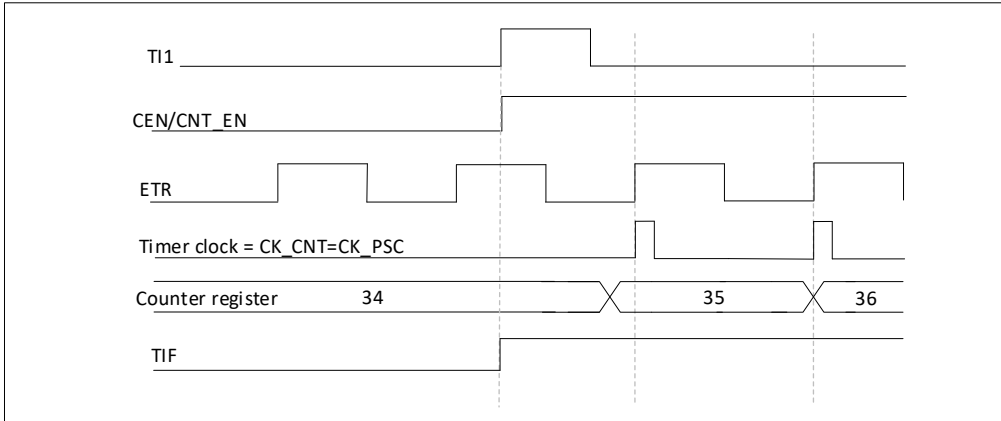 TI1
CEN/CNT_EN
ETR
Timer clock = CK_CNT=CK_PSC
Counter register 34 35 36
TIF